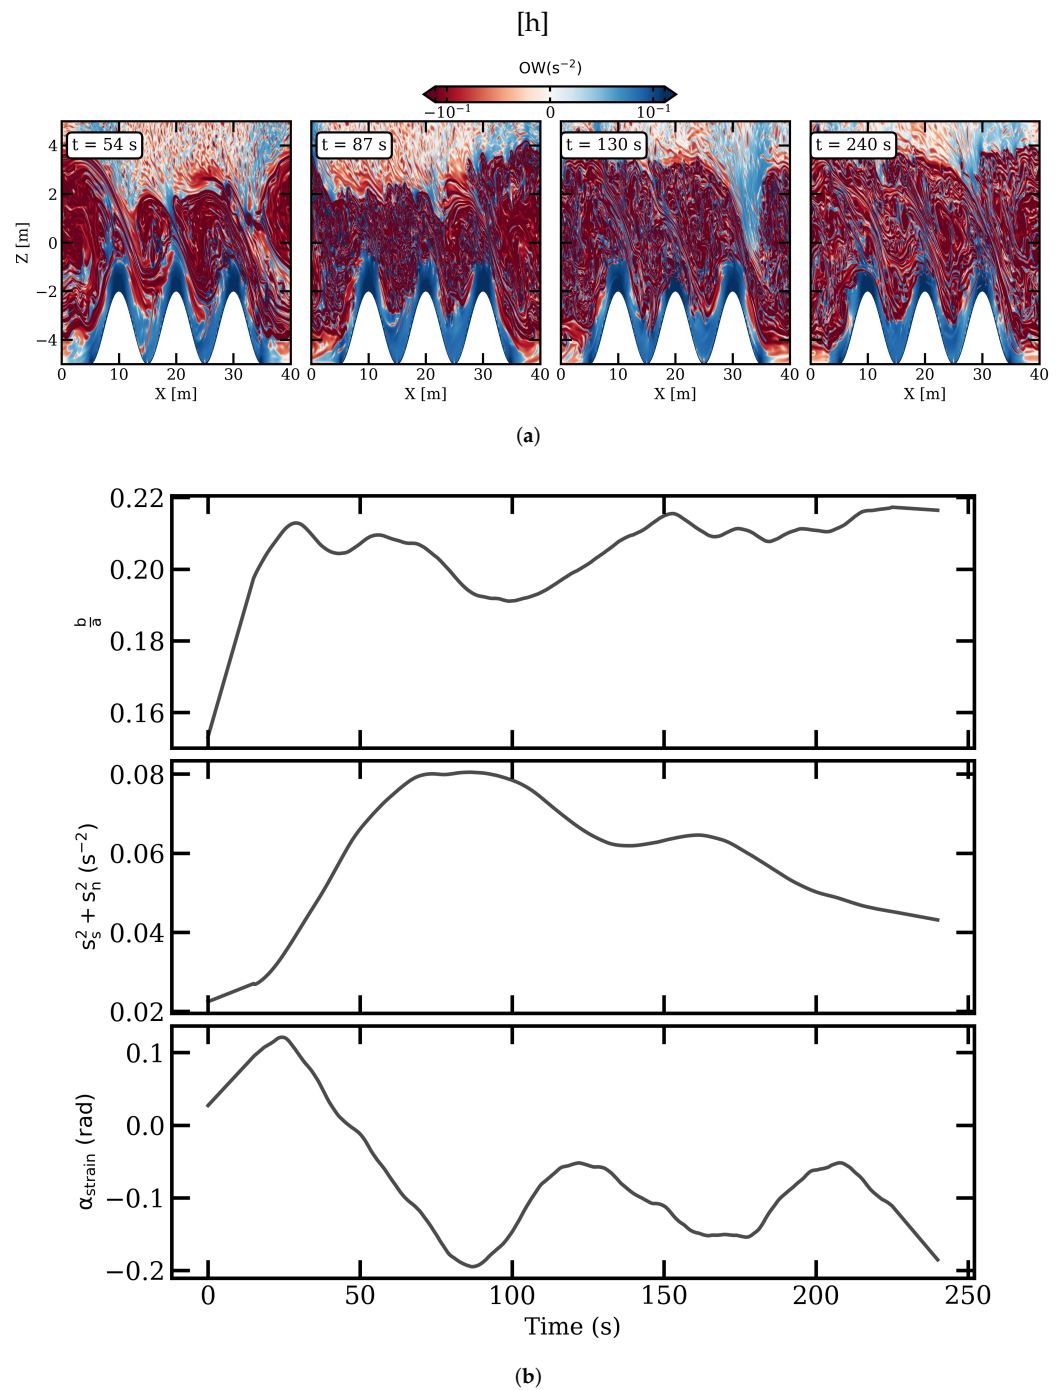 [h]
OW(s⁻²)
−10⁻¹ 0 10⁻¹
t = 54 s t = 87 s t = 130 s t = 240 s
Z [m]
4
2
0
−2
−4
0 10 20 30 40 0 10 20 30 40 0 10 20 30 40 0 10 20 30 40
X [m] X [m] X [m] X [m]
(a)
b/a
0.22
0.20
0.18
0.16
s_s² + s_n² (s⁻²)
0.08
0.06
0.04
0.02
α_strain (rad)
0.1
0.0
−0.1
−0.2
0 50 100 150 200 250
Time (s)
(b)